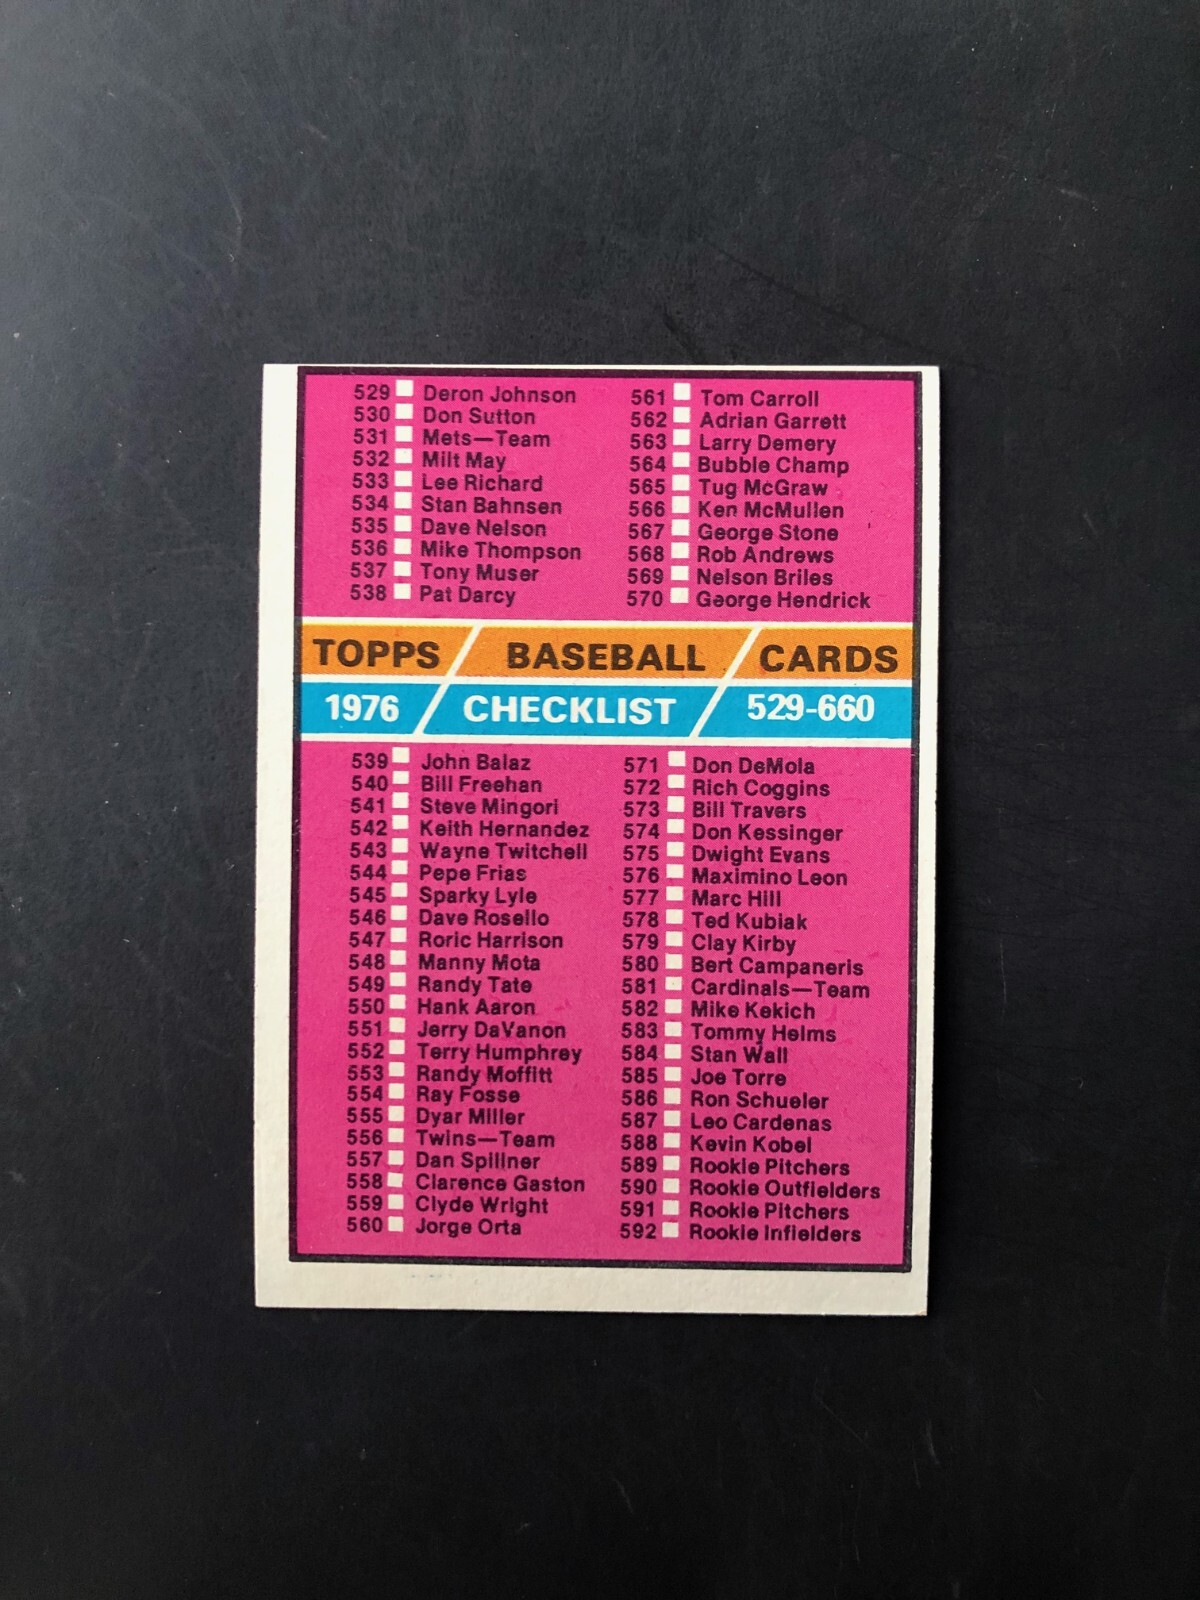 529 Deron Johnson
530 Don Sutton
531 Mets—Team
532 Milt May
533 Lee Richard
534 Stan Bahnsen
535 Dave Nelson
536 Mike Thompson
537 Tony Muser
538 Pat Darcy
561 Tom Carroll
562 Adrian Garrett
563 Larry Demery
564 Bubble Champ
565 Tug McGraw
566 Ken McMullen
567 George Stone
568 Rob Andrews
569 Nelson Briles
570 George Hendrick
TOPPS BASEBALL CARDS
1976 CHECKLIST 529-660
539 John Balaz
540 Bill Freehan
541 Steve Mingori
542 Keith Hernandez
543 Wayne Twitchell
544 Pepe Frias
545 Sparky Lyle
546 Dave Rosello
547 Roric Harrison
548 Manny Mota
549 Randy Tate
550 Hank Aaron
551 Jerry DaVanon
552 Terry Humphrey
553 Randy Moffitt
554 Ray Fosse
555 Dyar Miller
556 Twins—Team
557 Dan Spillner
558 Clarence Gaston
559 Clyde Wright
560 Jorge Orta
571 Don DeMola
572 Rich Coggins
573 Bill Travers
574 Don Kessinger
575 Dwight Evans
576 Maximino Leon
577 Marc Hill
578 Ted Kubiak
579 Clay Kirby
580 Bert Campaneris
581 Cardinals—Team
582 Mike Kekich
583 Tommy Helms
584 Stan Wall
585 Joe Torre
586 Ron Schueler
587 Leo Cardenas
588 Kevin Kobel
589 Rookie Pitchers
590 Rookie Outfielders
591 Rookie Pitchers
592 Rookie Infielders